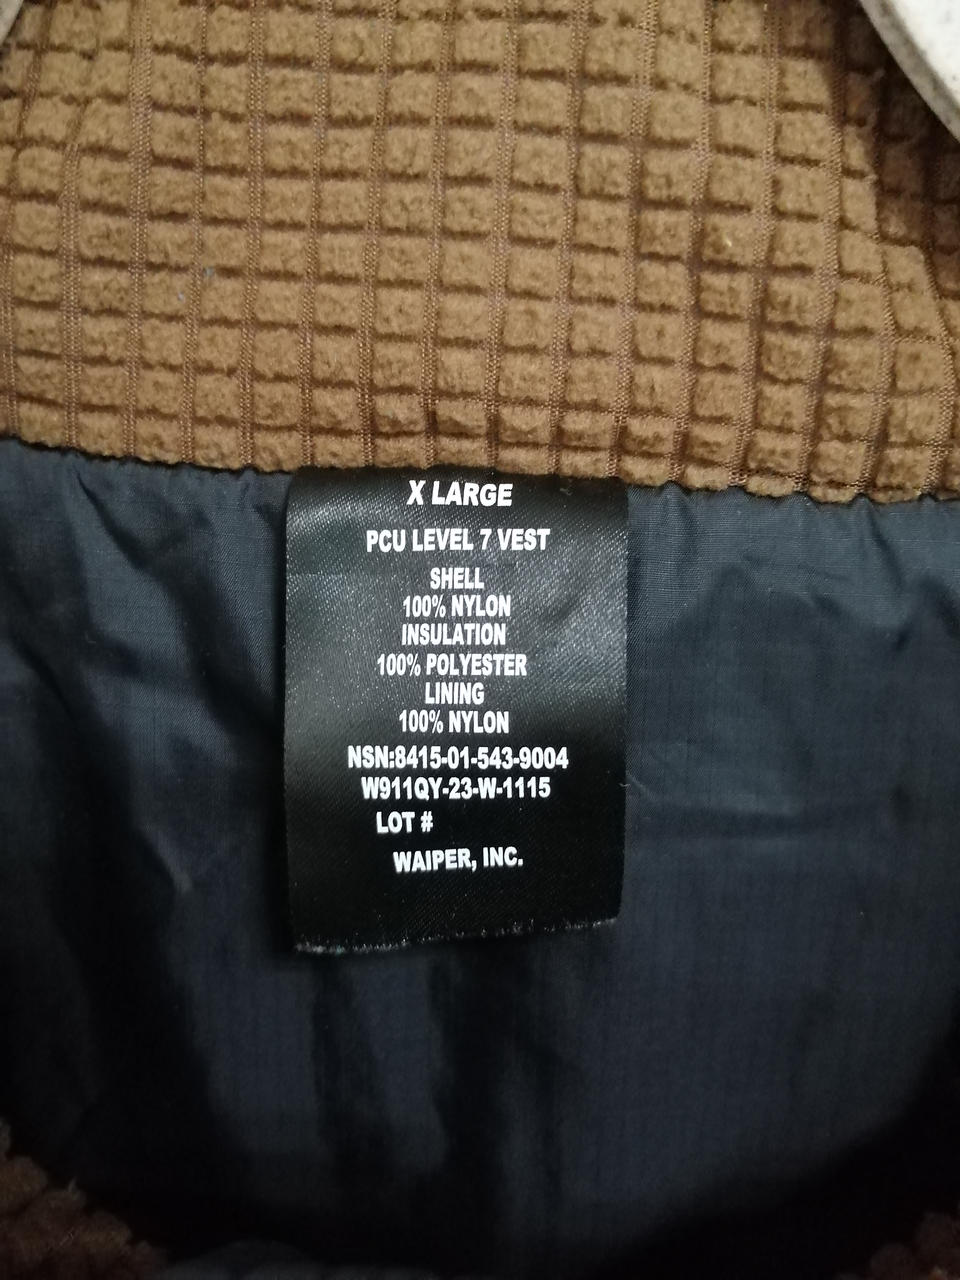 X LARGE
PCU LEVEL 7 VEST
SHELL
100% NYLON
INSULATION
100% POLYESTER
LINING
100% NYLON
NSN:8415-01-543-9004
W911QY-23-W-1115
LOT #
WAIPER, INC.